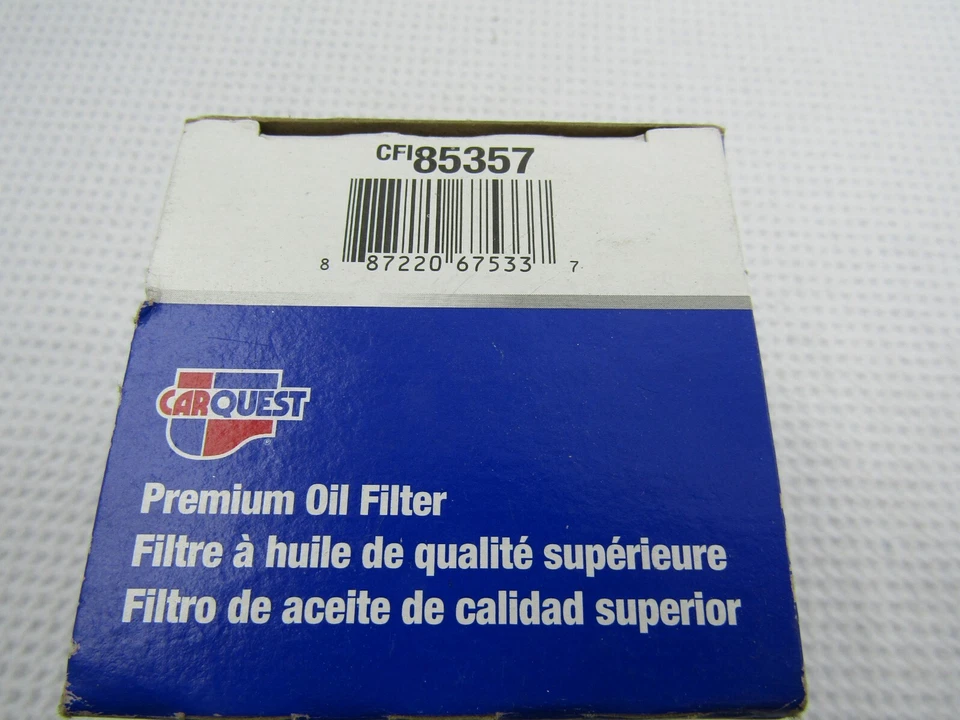 CFI85357
8 87220 67533 7
CARQUEST®
Premium Oil Filter
Filtre à huile de qualité supérieure
Filtro de aceite de calidad superior